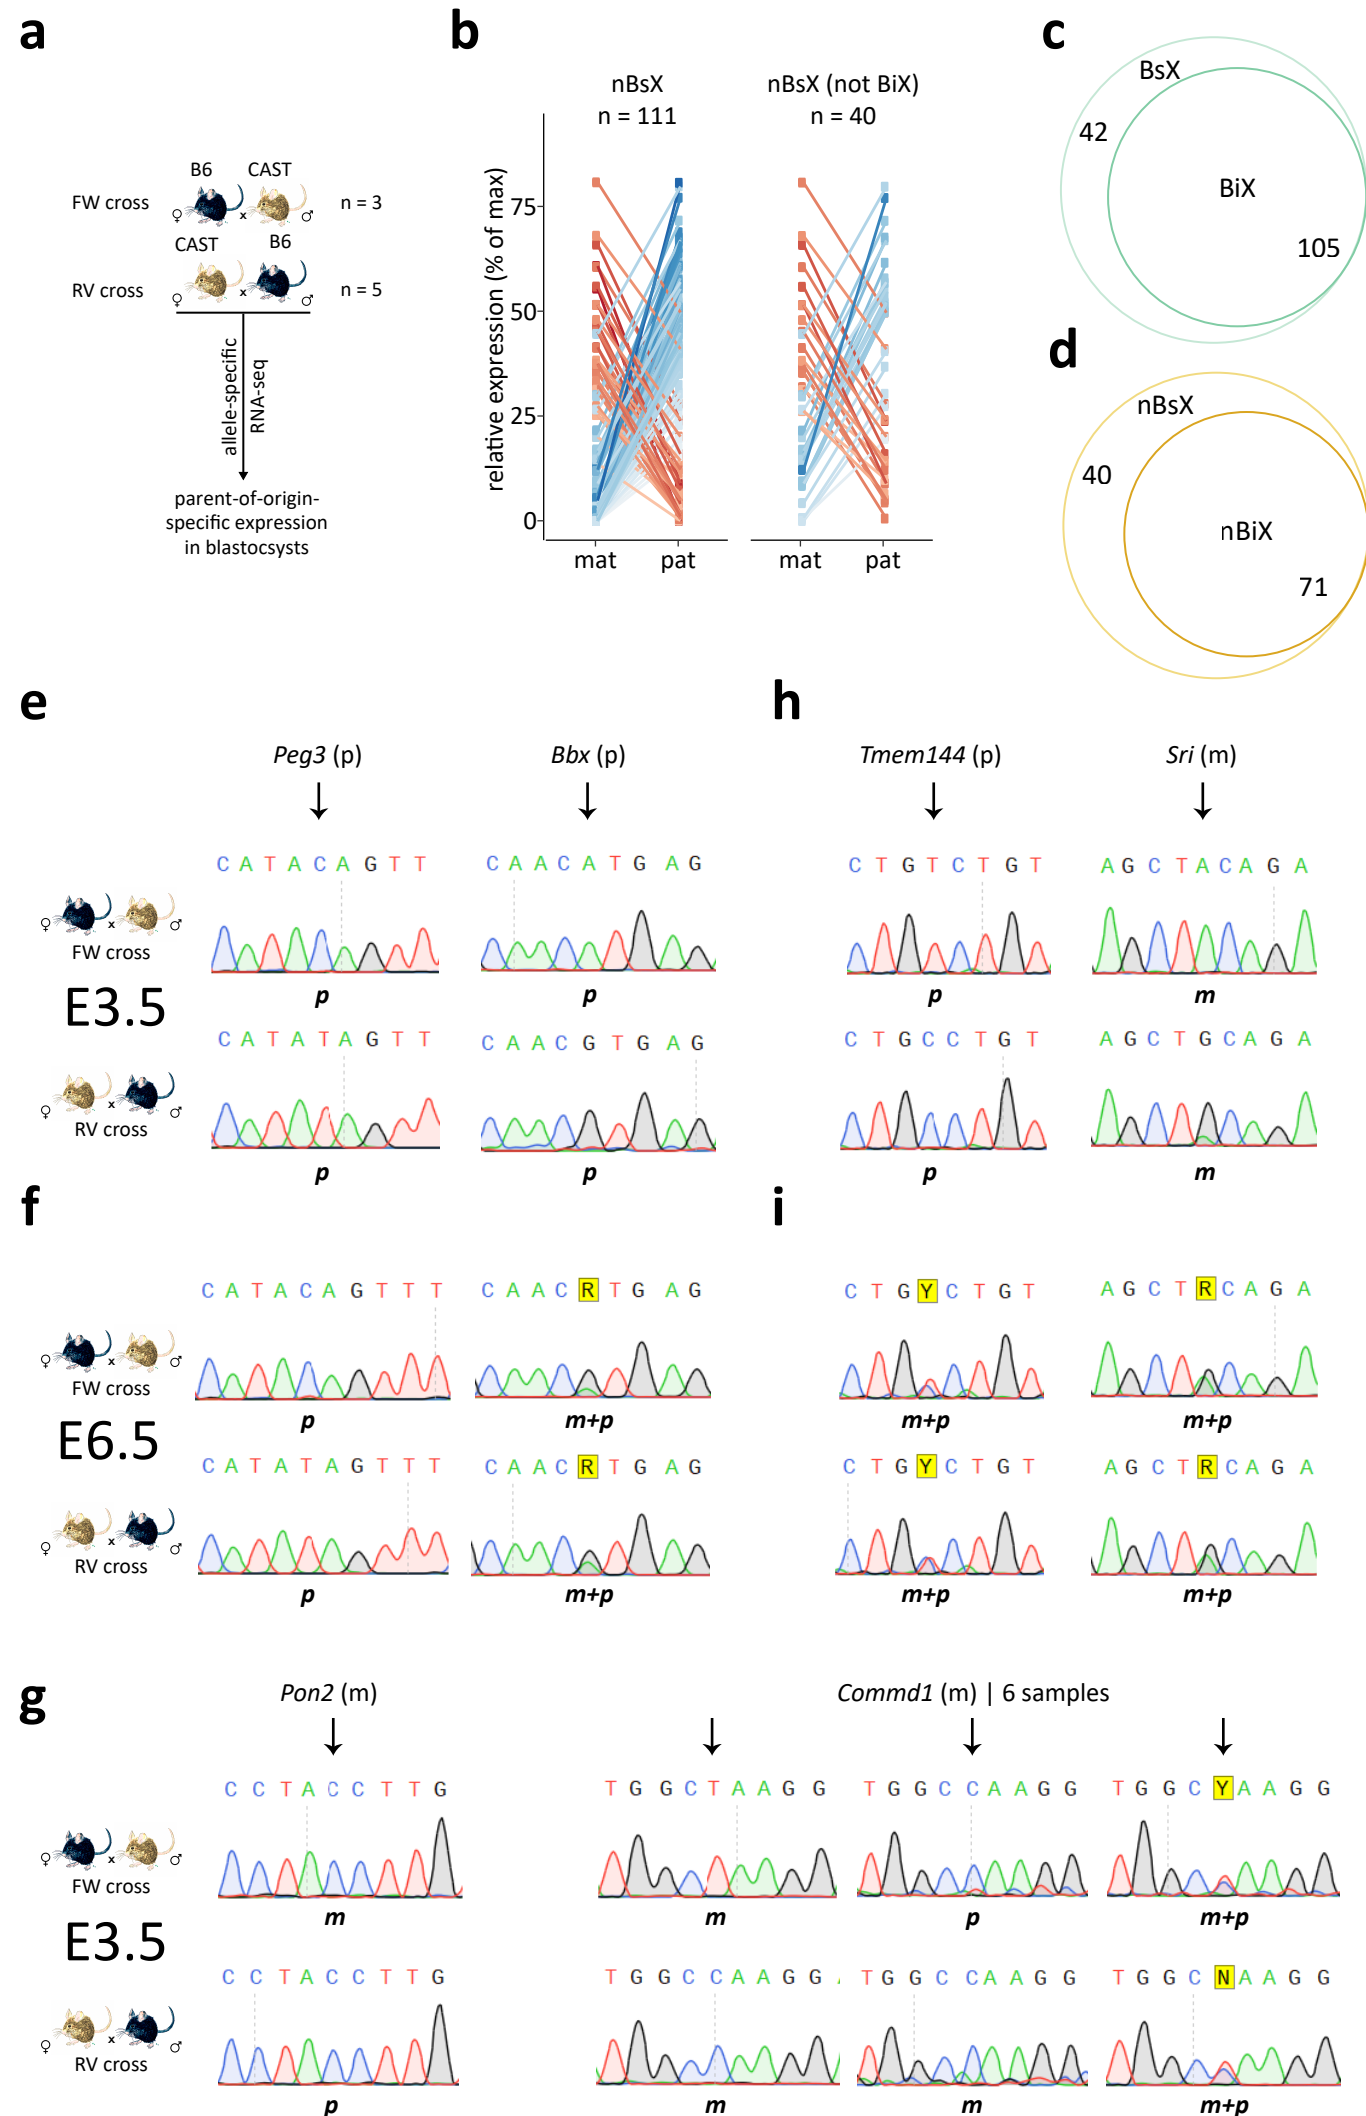 a
B6 CAST
FW cross ♀ x ♂ n = 3
CAST B6
RV cross ♀ x ♂ n = 5
allele-specific
RNA-seq
parent-of-origin-
specific expression
in blastocsysts
b
nBsX
n = 111
nBsX (not BiX)
n = 40
relative expression (% of max)
75
50
25
0
mat pat mat pat
c
BsX
42
BiX
105
d
nBsX
40
nBiX
71
e
Peg3 (p) Bbx (p)
h
Tmem144 (p) Sri (m)
C A T A C A G T T
C A A C A T G A G
C T G T C T G T
A G C T A C A G A
♀ x ♂
FW cross
p p p m
E3.5
C A T A T A G T T
C A A C G T G A G
C T G C C T G T
A G C T G C A G A
♀ x ♂
RV cross
p p p m
f
i
C A T A C A G T T T
C A A C R T G A G
C T G Y C T G T
A G C T R C A G A
♀ x ♂
FW cross
p m+p m+p m+p
E6.5
C A T A T A G T T T
C A A C R T G A G
C T G Y C T G T
A G C T R C A G A
♀ x ♂
RV cross
p m+p m+p m+p
g
Pon2 (m) Commd1 (m) | 6 samples
C C T A C C T T G
T G G C T A A G G
T G G C C A A G G
T G G C Y A A G G
♀ x ♂
FW cross
m m p m+p
E3.5
C C T A C C T T G
T G G C C A A G G
T G G C C A A G G
T G G C N A A G G
♀ x ♂
RV cross
p m m m+p